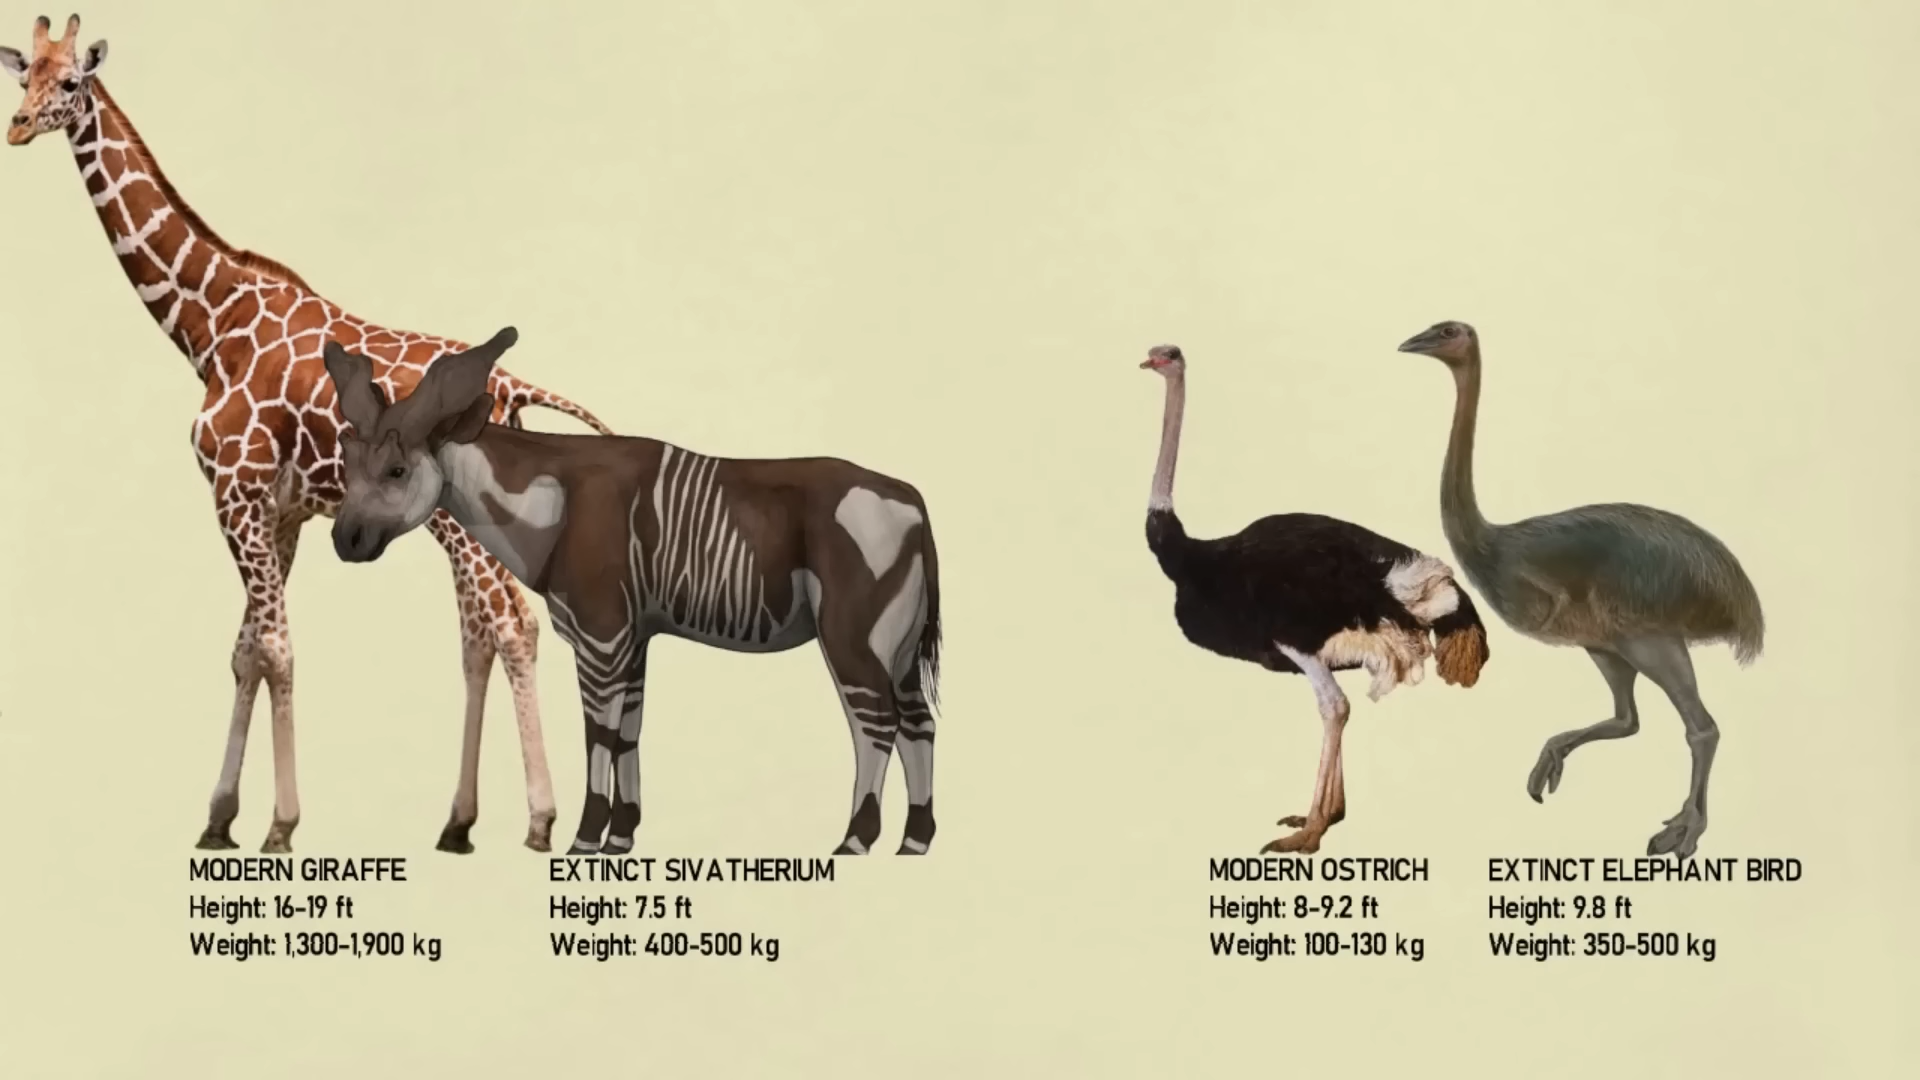 MODERN GIRAFFE
Height: 16-19 ft
Weight: 1,300-1,900 kg
EXTINCT SIVATHERIUM
Height: 7.5 ft
Weight: 400-500 kg
MODERN OSTRICH
Height: 8-9.2 ft
Weight: 100-130 kg
EXTINCT ELEPHANT BIRD
Height: 9.8 ft
Weight: 350-500 kg